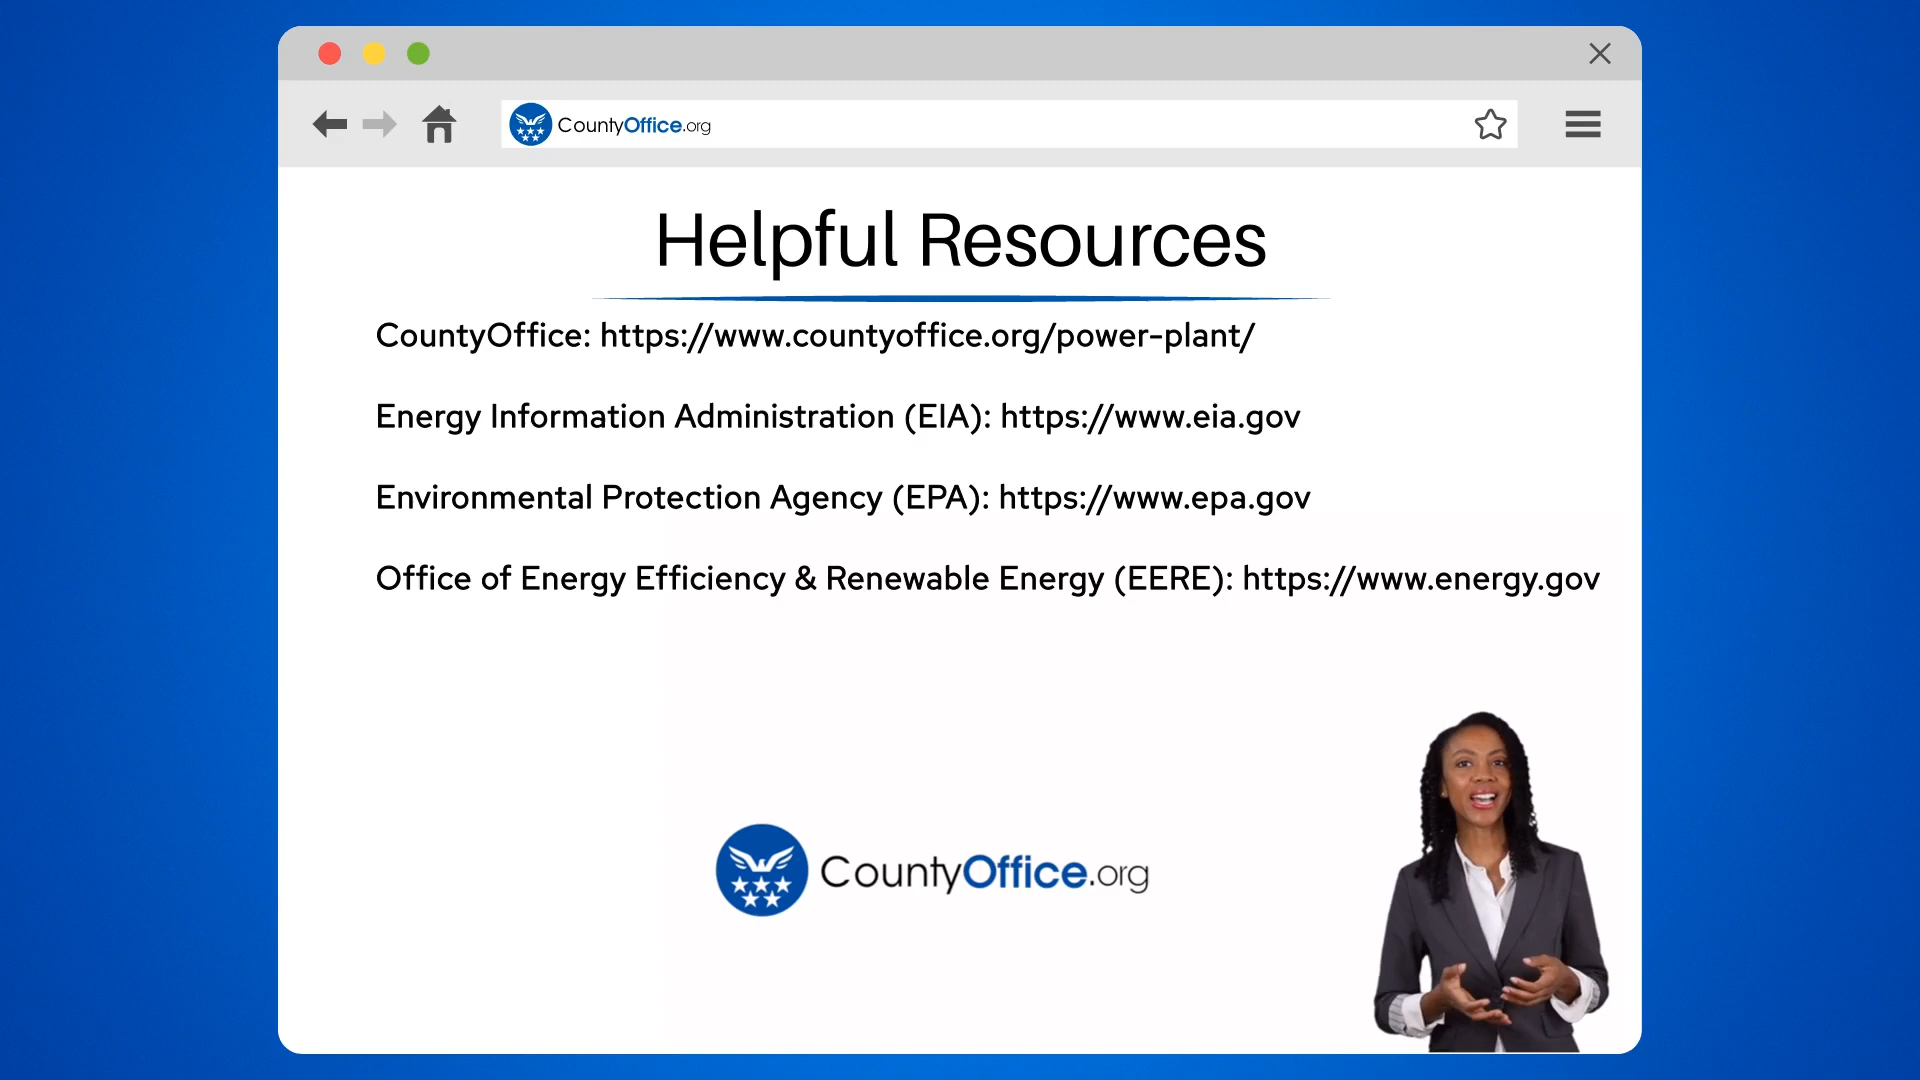 CountyOffice.org
Helpful Resources
CountyOffice: https://www.countyoffice.org/power-plant/
Energy Information Administration (EIA): https://www.eia.gov
Environmental Protection Agency (EPA): https://www.epa.gov
Office of Energy Efficiency & Renewable Energy (EERE): https://www.energy.gov
CountyOffice.org